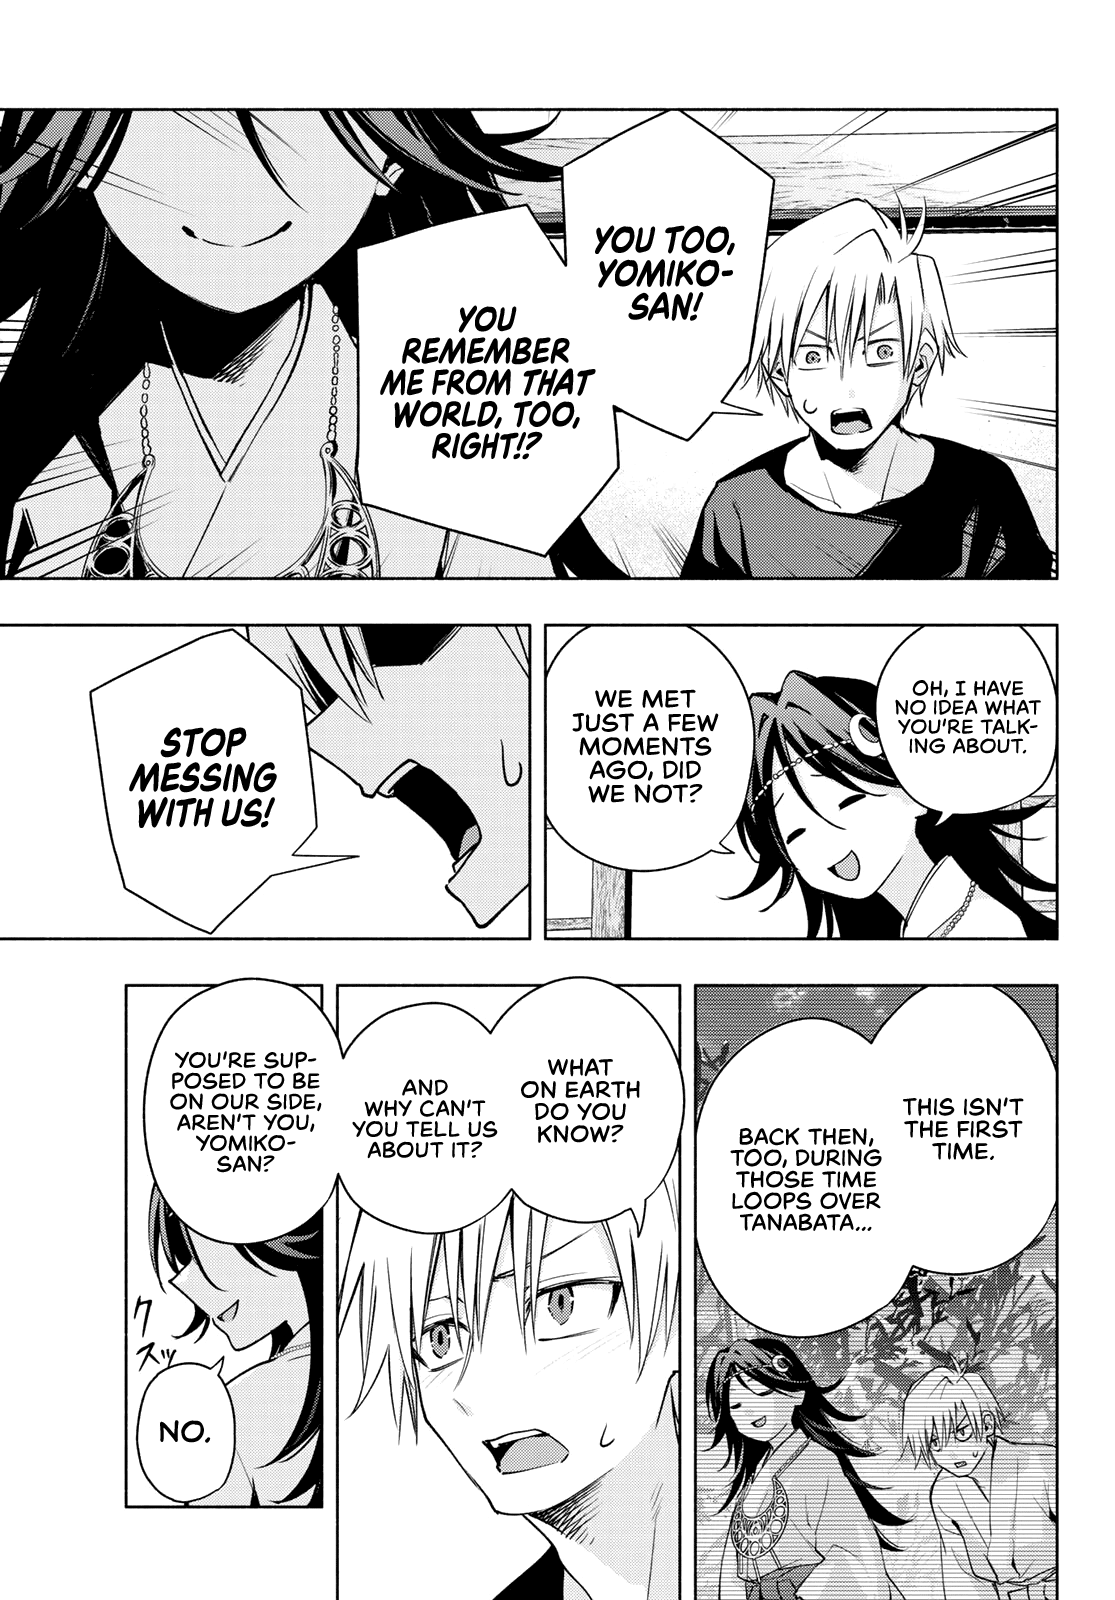 YOU TOO,
YOMIKO-
SAN!
YOU
REMEMBER
ME FROM THAT
WORLD, TOO,
RIGHT!?
OH, I HAVE
NO IDEA WHAT
YOU'RE TALK-
ING ABOUT.
WE MET
JUST A FEW
MOMENTS
AGO, DID
WE NOT?
STOP
MESSING
WITH US!
THIS ISN'T
THE FIRST
TIME.
BACK THEN,
TOO, DURING
THOSE TIME
LOOPS OVER
TANABATA...
WHAT
ON EARTH
DO YOU
KNOW?
AND
WHY CAN'T
YOU TELL US
ABOUT IT?
YOU'RE SUP-
POSED TO BE
ON OUR SIDE,
AREN'T YOU,
YOMIKO-
SAN?
クスッ
NO.